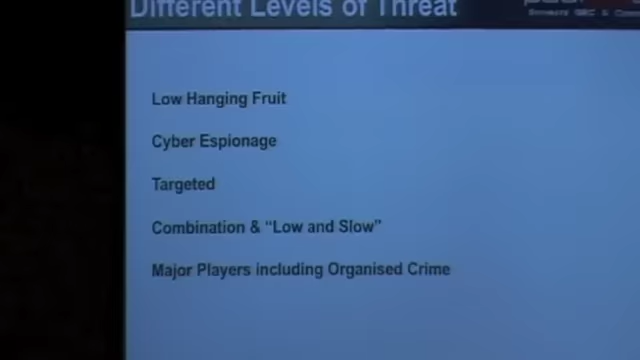 Different Levels of Threat
Low Hanging Fruit
Cyber Espionage
Targeted
Combination & “Low and Slow”
Major Players including Organised Crime